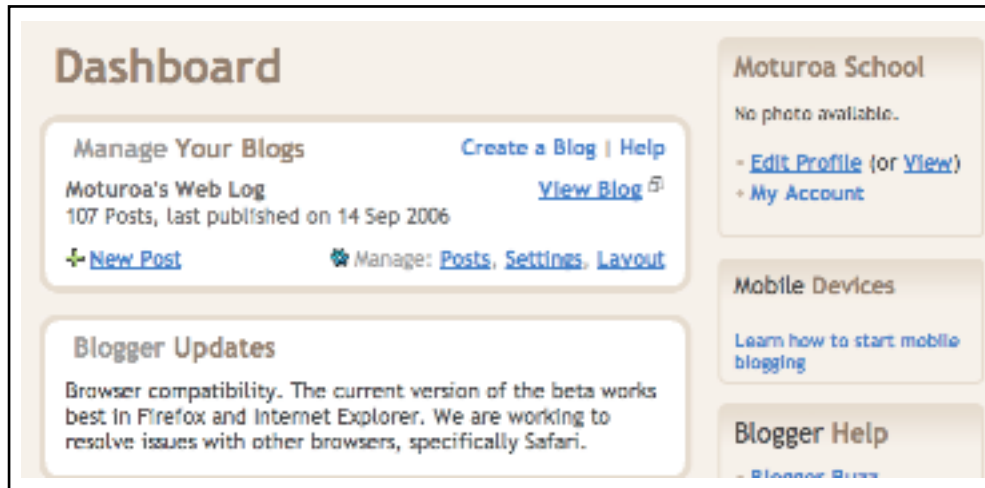 Dashboard
Manage Your Blogs
Create a Blog | Help
Moturoa's Web Log
View Blog
107 Posts, last published on 14 Sep 2006
New Post
Manage: Posts, Settings, Layout
Blogger Updates
Browser compatibility. The current version of the beta works
best in Firefox and Internet Explorer. We are working to
resolve issues with other browsers, specifically Safari.
Moturoa School
No photo available.
Edit Profile (or View)
My Account
Mobile Devices
Learn how to start mobile
blogging
Blogger Help
Blogger Buzz